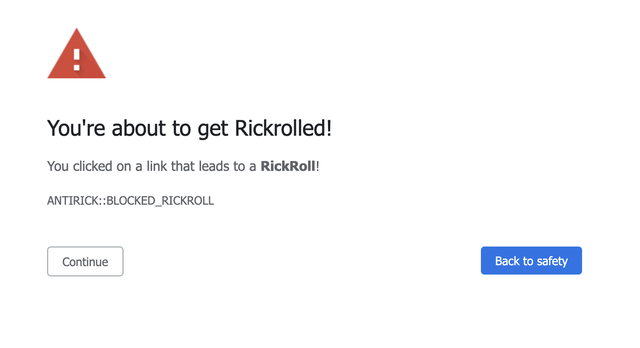 You're about to get Rickrolled!
You clicked on a link that leads to a RickRoll!
ANTIRICK::BLOCKED_RICKROLL
Continue
Back to safety